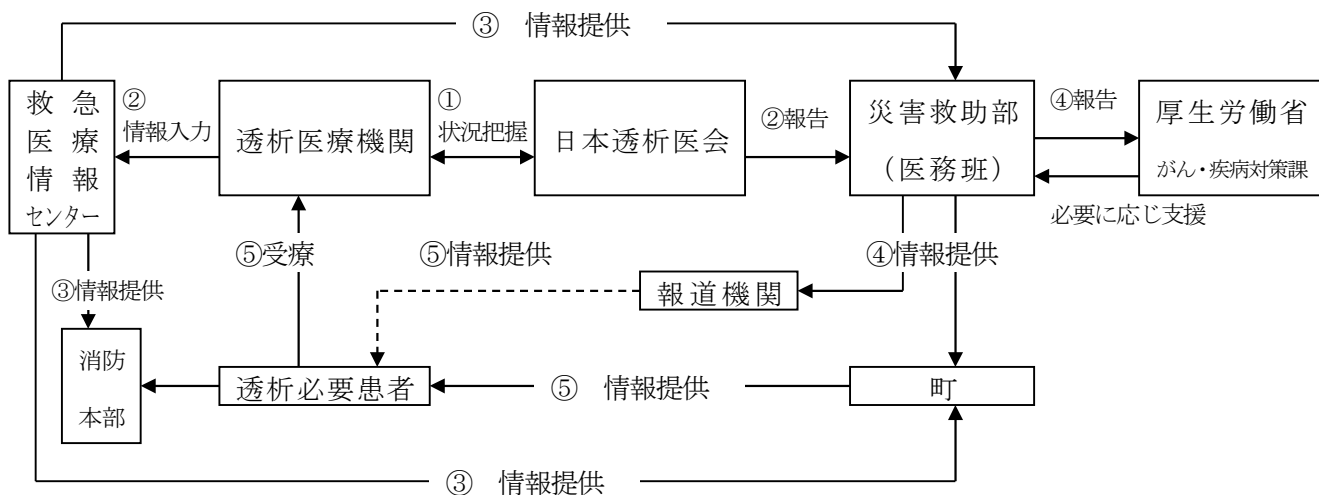 ③　情報提供
救急
医療
情報
センター
②
情報入力
透析医療機関
①
状況把握
日本透析医会
②報告
災害救助部
（医務班）
④報告
厚生労働省
がん・疾病対策課
必要に応じ支援
⑤受療
⑤情報提供
④情報提供
③情報提供
報道機関
消防
本部
透析必要患者
⑤　情報提供
町
③　情報提供